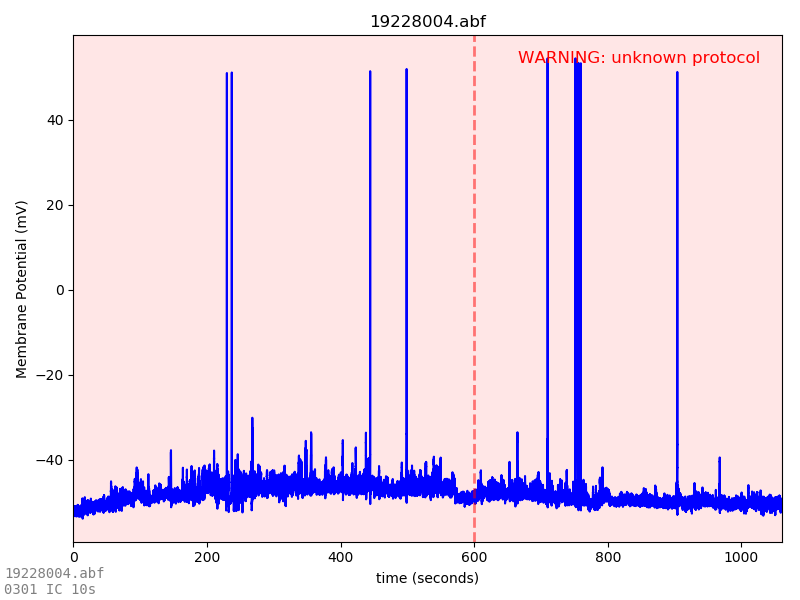 19228004.abf
WARNING: unknown protocol
Membrane Potential (mV)
40
20
0
−20
−40
0
200
400
600
800
1000
time (seconds)
19228004.abf
0301 IC 10s